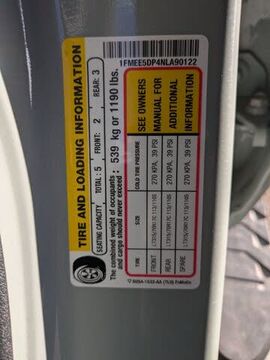 1FMEE5DP4NLA90122
TIRE AND LOADING INFORMATION
SEATING CAPACITY TOTAL: 5 FRONT: 2 REAR: 3
The combined weight of occupants and cargo should never exceed: 539 kg or 1190 lbs.
TIRE SIZE COLD TIRE PRESSURE
FRONT 270 KPA, 39 PSI
REAR 270 KPA, 39 PSI
SPARE 270 KPA, 39 PSI
SEE OWNERS
MANUAL FOR
ADDITIONAL
INFORMATION